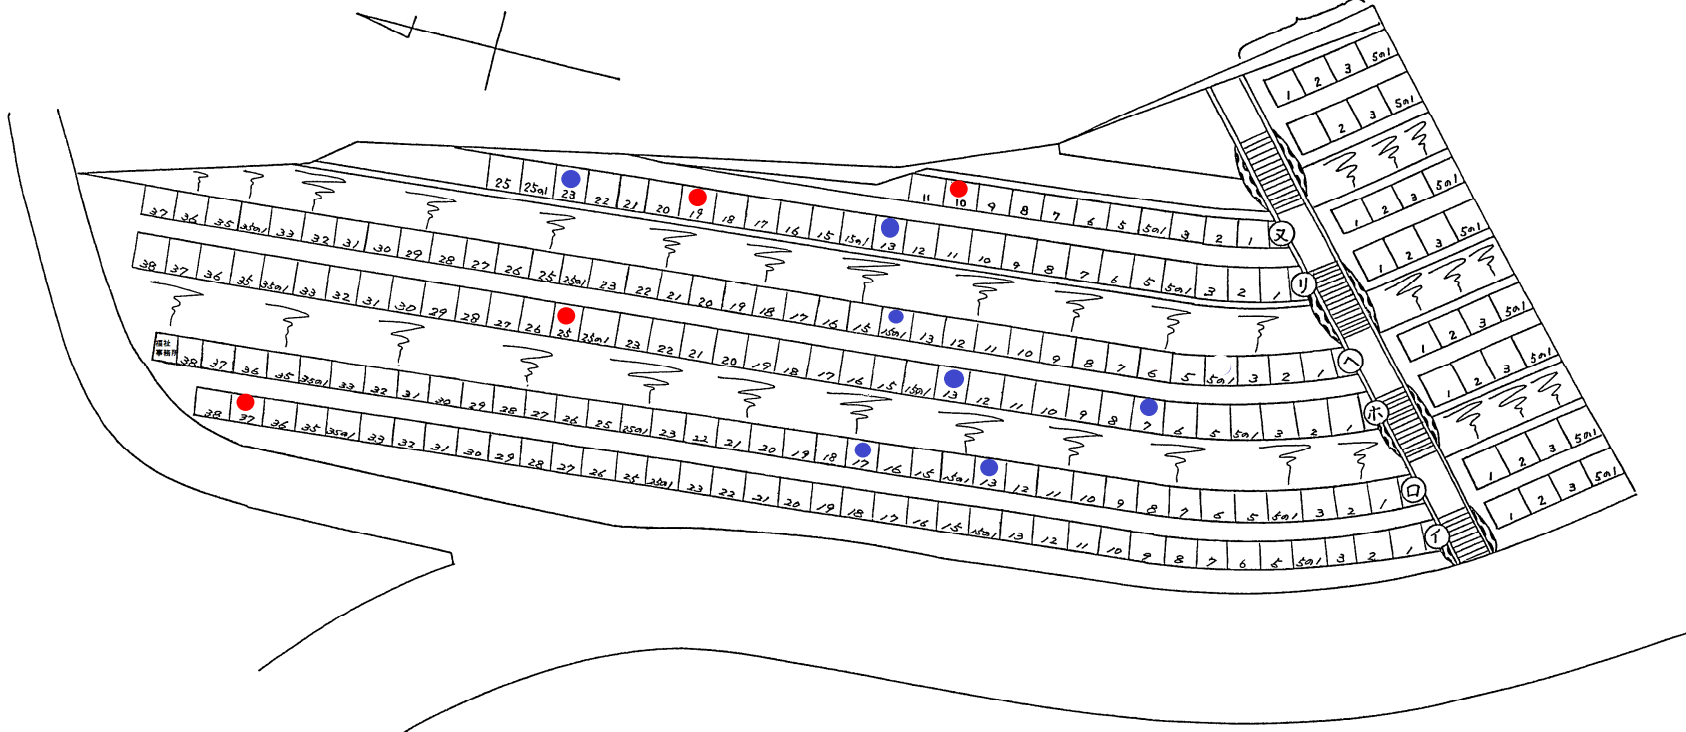 1 2 3 5の1
2 3 5の1
1 2 3 5の1
1 2 3 5の1
1 2 3 5の1
1 2 3 5の1
1 2 3 5の1
1 2 3 5の1
11 10 9 8 7 6 5 5の1 3 2 1 ヌ
25 25の1 23 22 21 20 19 18 17 16 15 15の1 13 12 11 10 9 8 7 6 5 5の1 3 2 1 リ
37 36 35 35の1 33 32 31 30 29 28 27 26 25 25の1 23 22 21 20 19 18 17 16 15 15の1 13 12 11 10 9 8 7 6 5 5の1 3 2 1 ヘ
38 37 36 35 35の1 33 32 31 30 29 28 27 26 25 25の1 23 22 21 20 19 18 17 16 15 15の1 13 12 11 10 9 8 7 6 5 5の1 3 2 1 ホ
福祉
事務所
38 37 36 35 35の1 33 32 31 30 29 28 27 26 25 25の1 23 22 21 20 19 18 17 16 15 15の1 13 12 11 10 9 8 7 6 5 5の1 3 2 1 ロ
38 37 36 35 35の1 33 32 31 30 29 28 27 26 25 25の1 23 22 21 20 19 18 17 16 15 15の1 13 12 11 10 9 8 7 6 5 5の1 3 2 1 イ